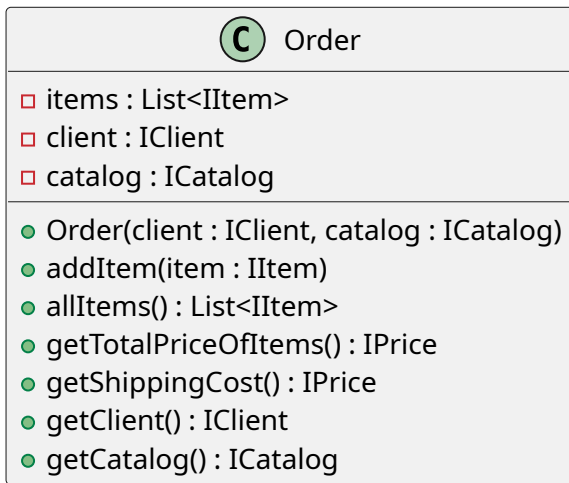 C Order
items : List<IItem>
client : IClient
catalog : ICatalog
Order(client : IClient, catalog : ICatalog)
addItem(item : IItem)
allItems() : List<IItem>
getTotalPriceOfItems() : IPrice
getShippingCost() : IPrice
getClient() : IClient
getCatalog() : ICatalog